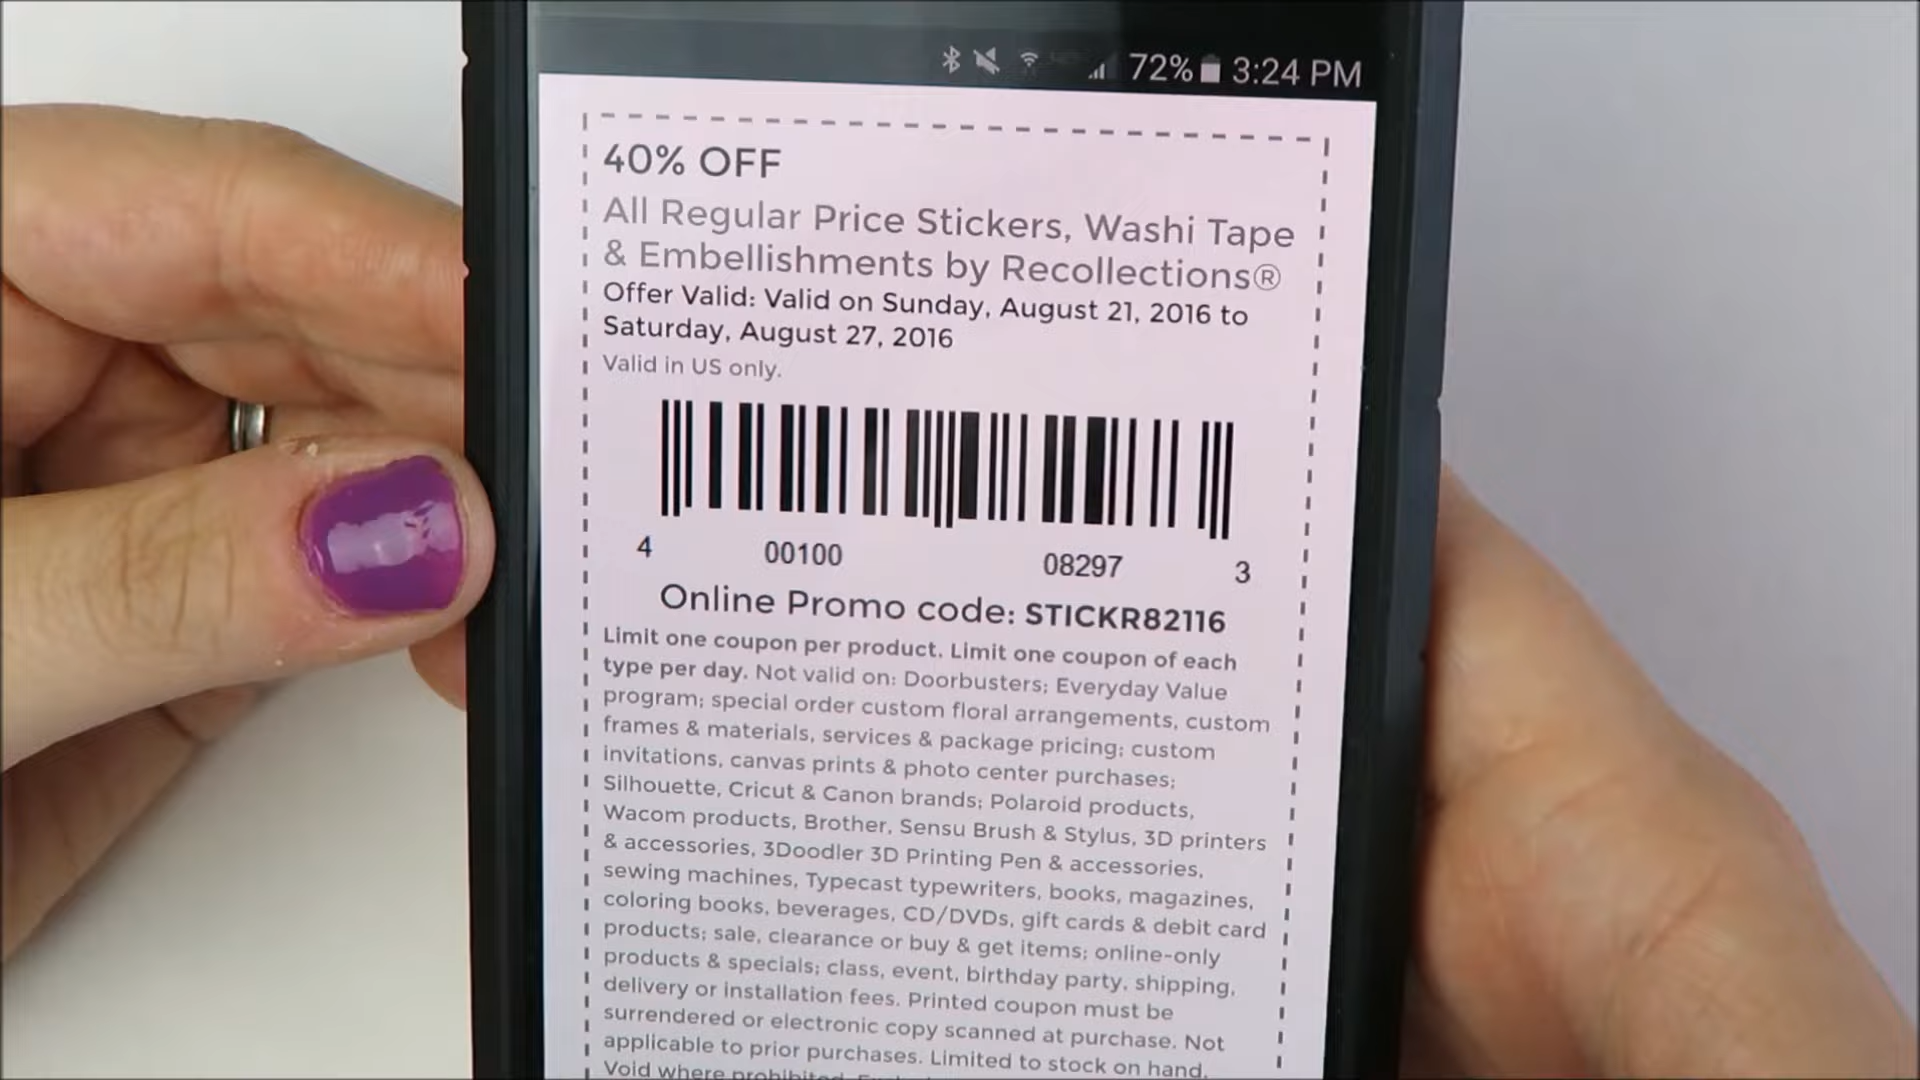 72% 3:24 PM
40% OFF
All Regular Price Stickers, Washi Tape
& Embellishments by Recollections®
Offer Valid: Valid on Sunday, August 21, 2016 to
Saturday, August 27, 2016
Valid in US only.
4 00100 08297 3
Online Promo code: STICKR82116
Limit one coupon per product. Limit one coupon of each
type per day. Not valid on: Doorbusters; Everyday Value
program; special order custom floral arrangements, custom
frames & materials, services & package pricing; custom
invitations, canvas prints & photo center purchases;
Silhouette, Cricut & Canon brands; Polaroid products,
Wacom products, Brother, Sensu Brush & Stylus, 3D printers
& accessories, 3Doodler 3D Printing Pen & accessories,
sewing machines, Typecast typewriters, books, magazines,
coloring books, beverages, CD/DVDs, gift cards & debit card
products; sale, clearance or buy & get items; online-only
products & specials; class, event, birthday party, shipping,
delivery or installation fees. Printed coupon must be
surrendered or electronic copy scanned at purchase. Not
applicable to prior purchases. Limited to stock on hand.
Void where prohibited.